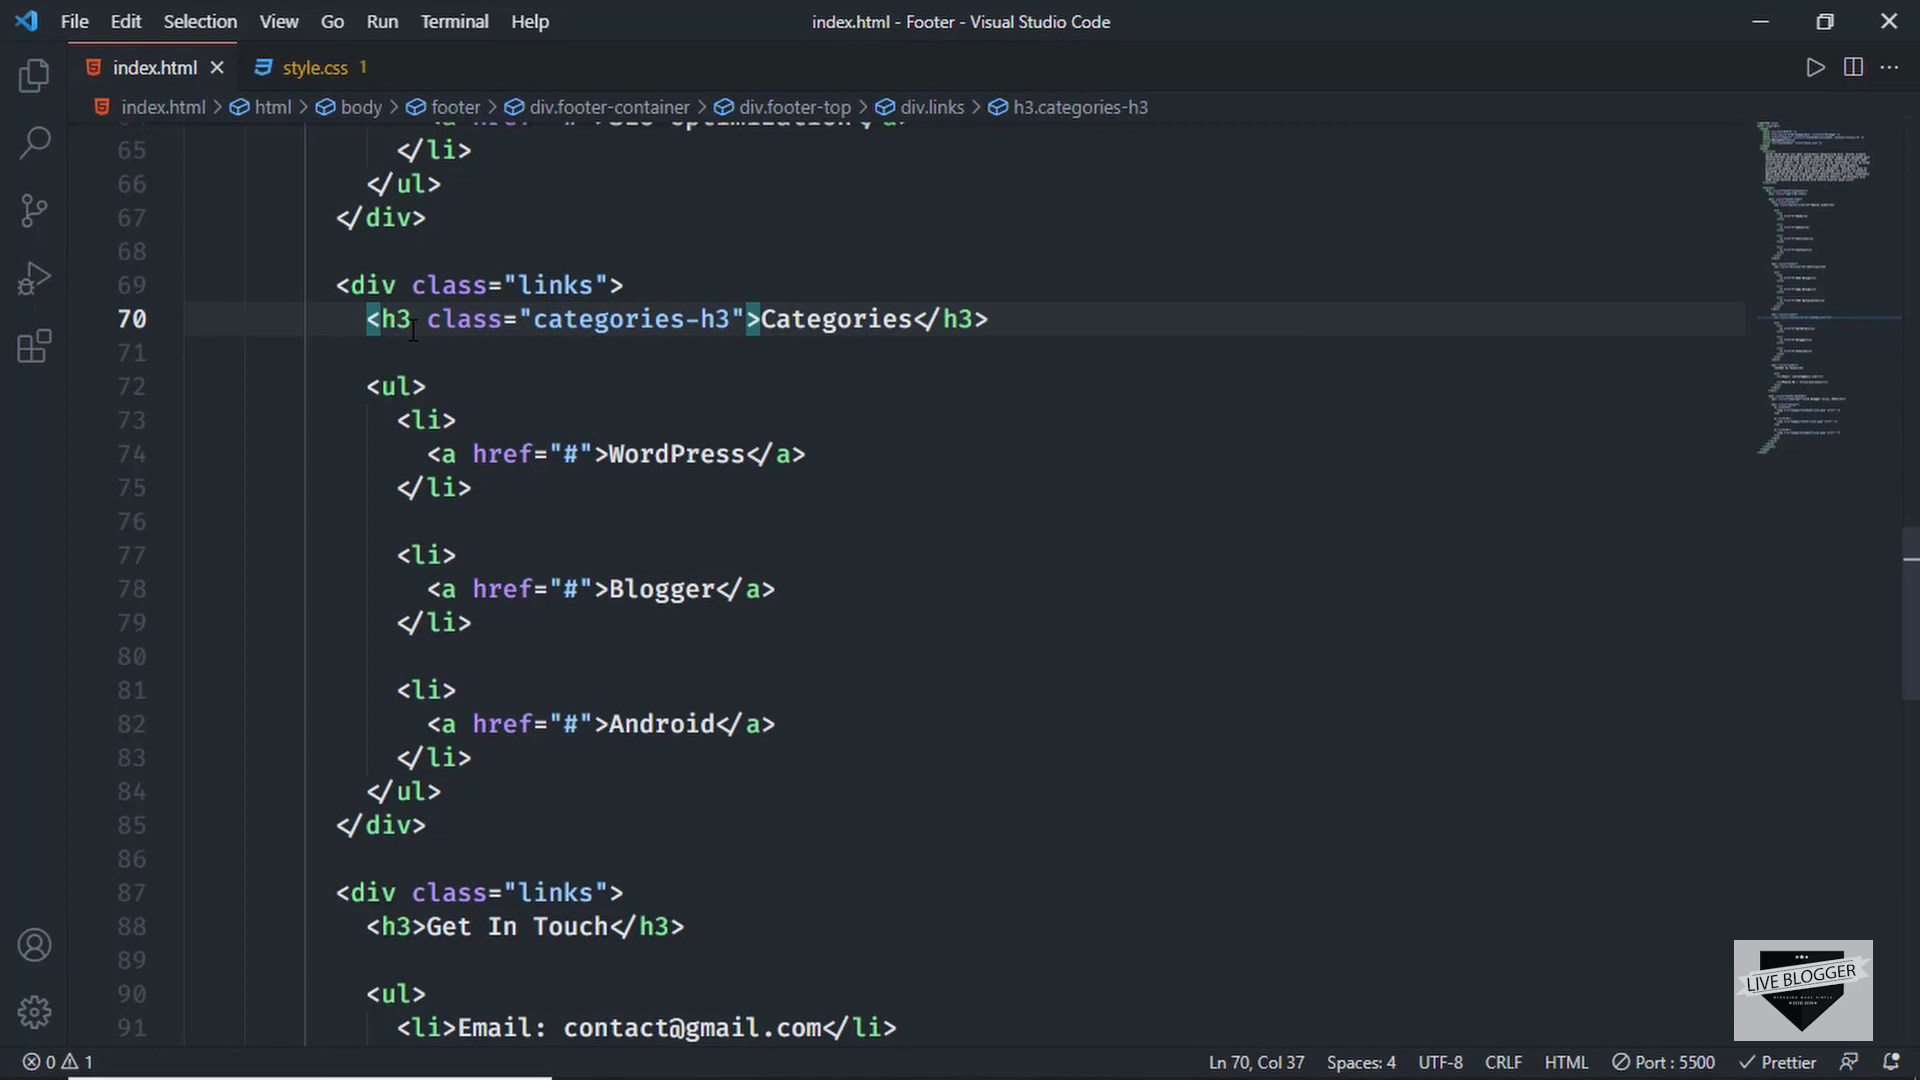 File Edit Selection View Go Run Terminal Help
index.html - Footer - Visual Studio Code
index.html
style.css 1
index.html > html > body > footer > div.footer-container > div.footer-top > div.links > h3.categories-h3
65 </li>
66 </ul>
67 </div>
68
69 <div class="links">
70 <h3 class="categories-h3">Categories</h3>
71
72 <ul>
73 <li>
74 <a href="#">WordPress</a>
75 </li>
76
77 <li>
78 <a href="#">Blogger</a>
79 </li>
80
81 <li>
82 <a href="#">Android</a>
83 </li>
84 </ul>
85 </div>
86
87 <div class="links">
88 <h3>Get In Touch</h3>
89
90 <ul>
91 <li>Email: contact@gmail.com</li>
LIVE BLOGGER
0 1
Ln 70, Col 37 Spaces: 4 UTF-8 CRLF HTML Port : 5500 Prettier